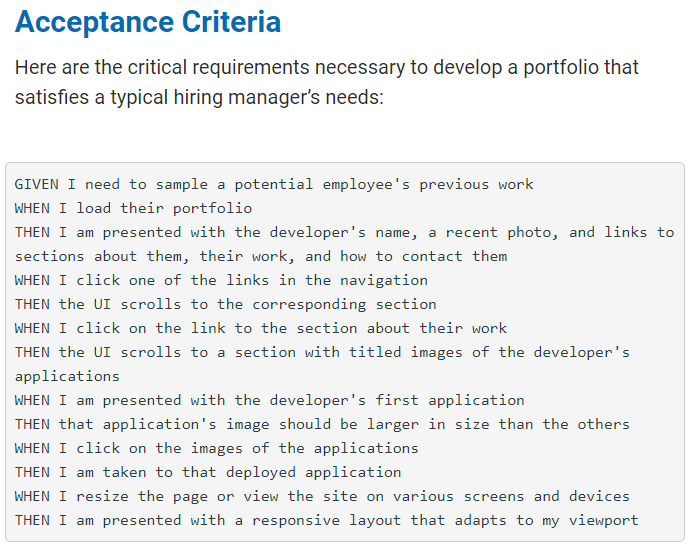 Acceptance Criteria
Here are the critical requirements necessary to develop a portfolio that
satisfies a typical hiring manager’s needs:
GIVEN I need to sample a potential employee's previous work
WHEN I load their portfolio
THEN I am presented with the developer's name, a recent photo, and links to
sections about them, their work, and how to contact them
WHEN I click one of the links in the navigation
THEN the UI scrolls to the corresponding section
WHEN I click on the link to the section about their work
THEN the UI scrolls to a section with titled images of the developer's
applications
WHEN I am presented with the developer's first application
THEN that application's image should be larger in size than the others
WHEN I click on the images of the applications
THEN I am taken to that deployed application
WHEN I resize the page or view the site on various screens and devices
THEN I am presented with a responsive layout that adapts to my viewport